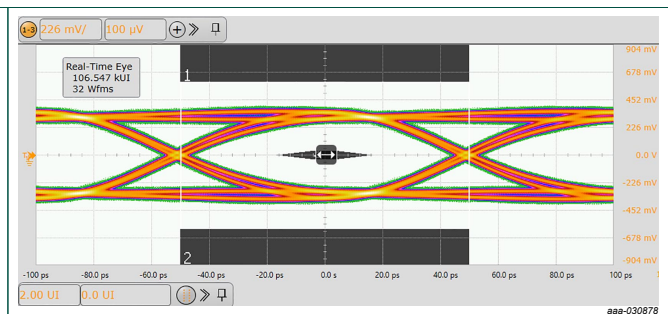 1-3 226 mV/ 100 µV
904 mV
Real-Time Eye
106.547 kUI
32 Wfms
1
678 mV
452 mV
226 mV
0.0 V
-226 mV
-452 mV
-678 mV
2
-904 mV
-100 ps -80.0 ps -60.0 ps -40.0 ps -20.0 ps 0.0 s 20.0 ps 40.0 ps 60.0 ps 80.0 ps 100 ps
2.00 UI 0.0 UI
aaa-030878